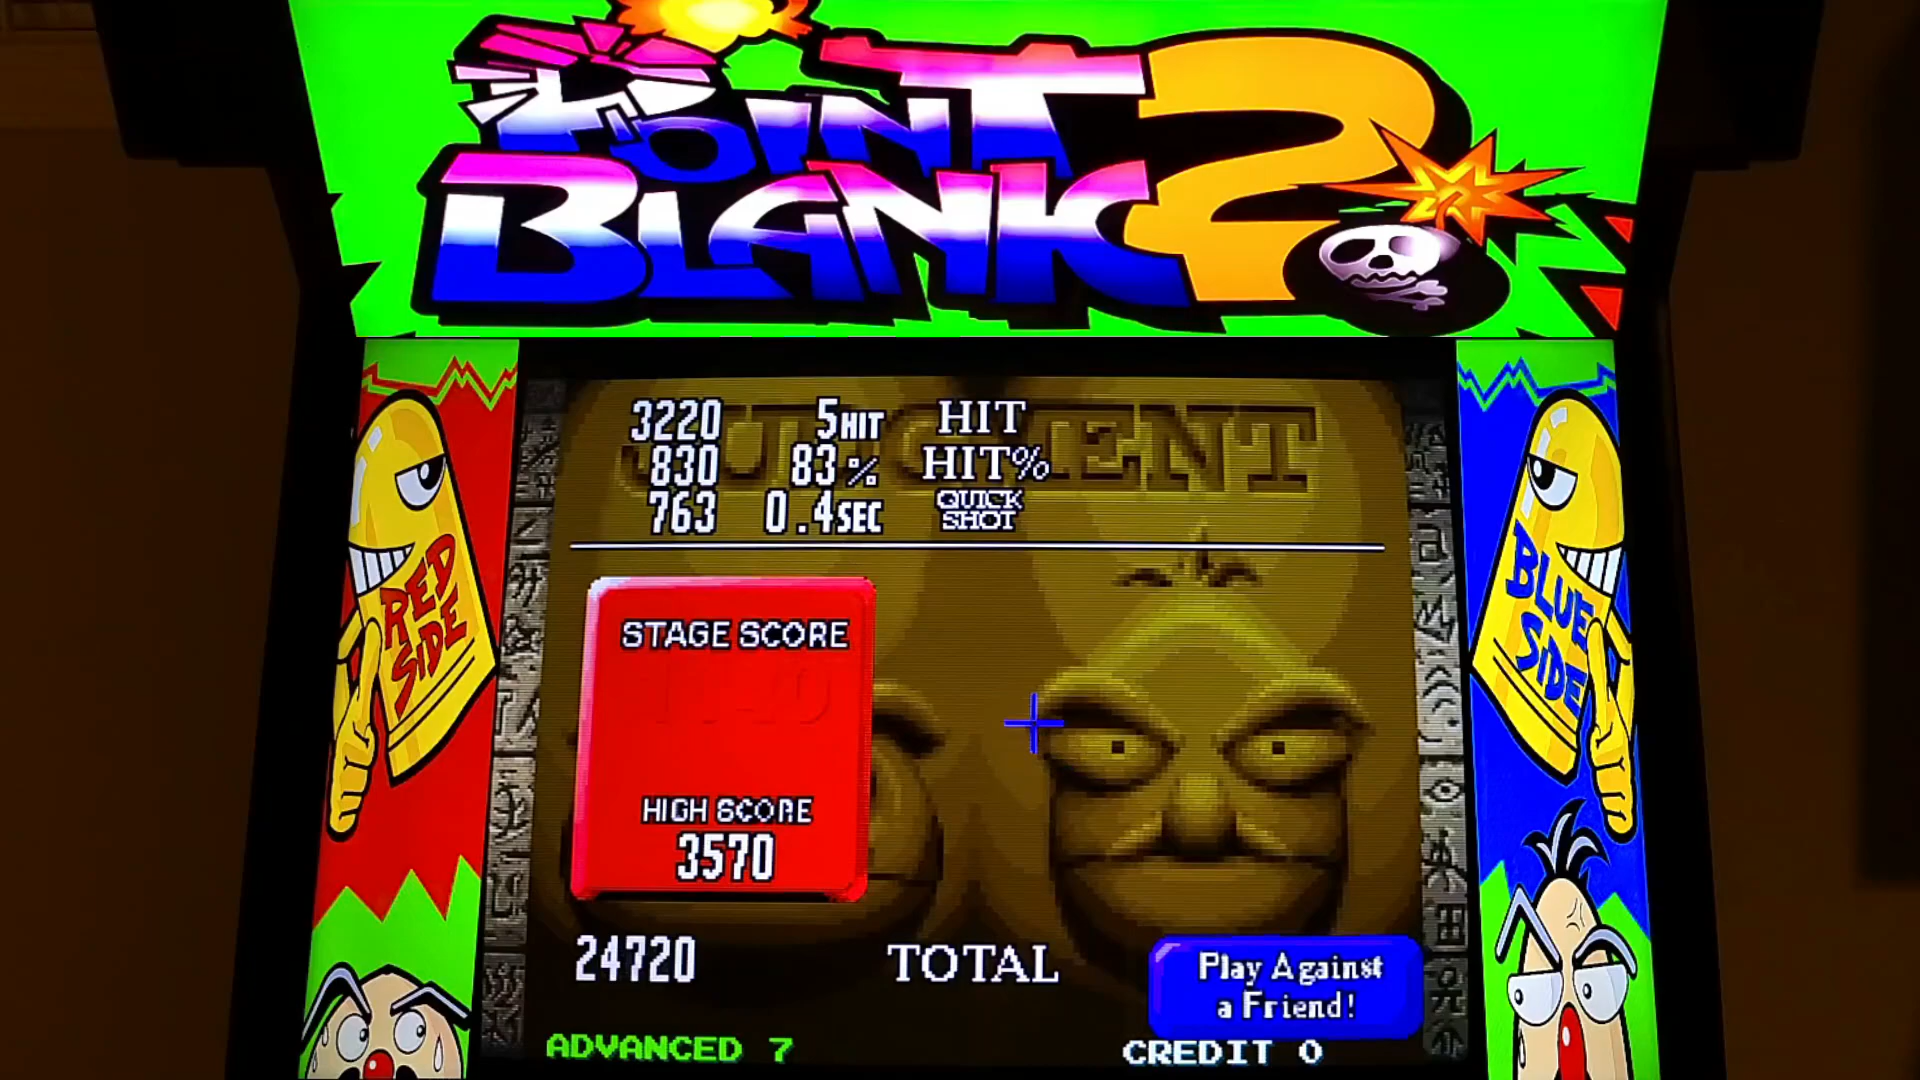 POINT
BLANK 2
JUDGMENT
3220 5HIT HIT
830 83% HIT%
763 0.4SEC QUICK SHOT
STAGE SCORE
HIGH SCORE
3570
24720 TOTAL
Play Against
a Friend!
ADVANCED 7 CREDIT 0
RED
SIDE
BLUE
SIDE